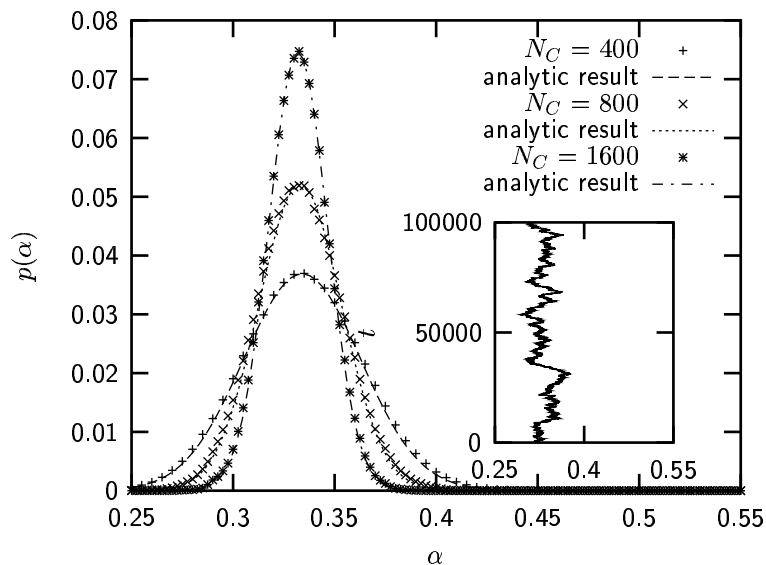 0.08
0.07
0.06
0.05
0.04
0.03
0.02
0.01
0
p(α)
0.25 0.3 0.35 0.4 0.45 0.5 0.55
α
N_C = 400
analytic result
N_C = 800
analytic result
N_C = 1600
analytic result
100000
50000
0
t
0.25 0.4 0.55